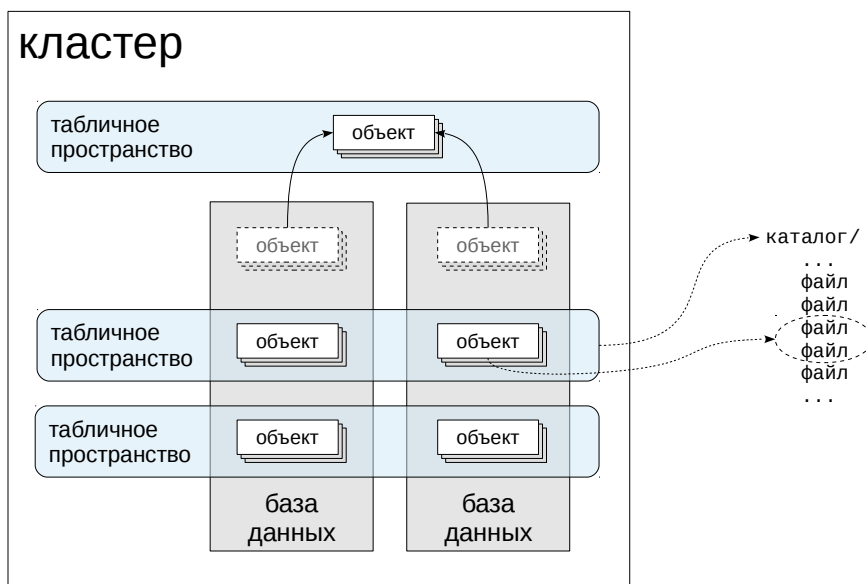 кластер
табличное
пространство
объект
объект
объект
каталог/
...
файл
файл
файл
файл
файл
...
табличное
пространство
объект
объект
табличное
пространство
объект
объект
база
данных
база
данных